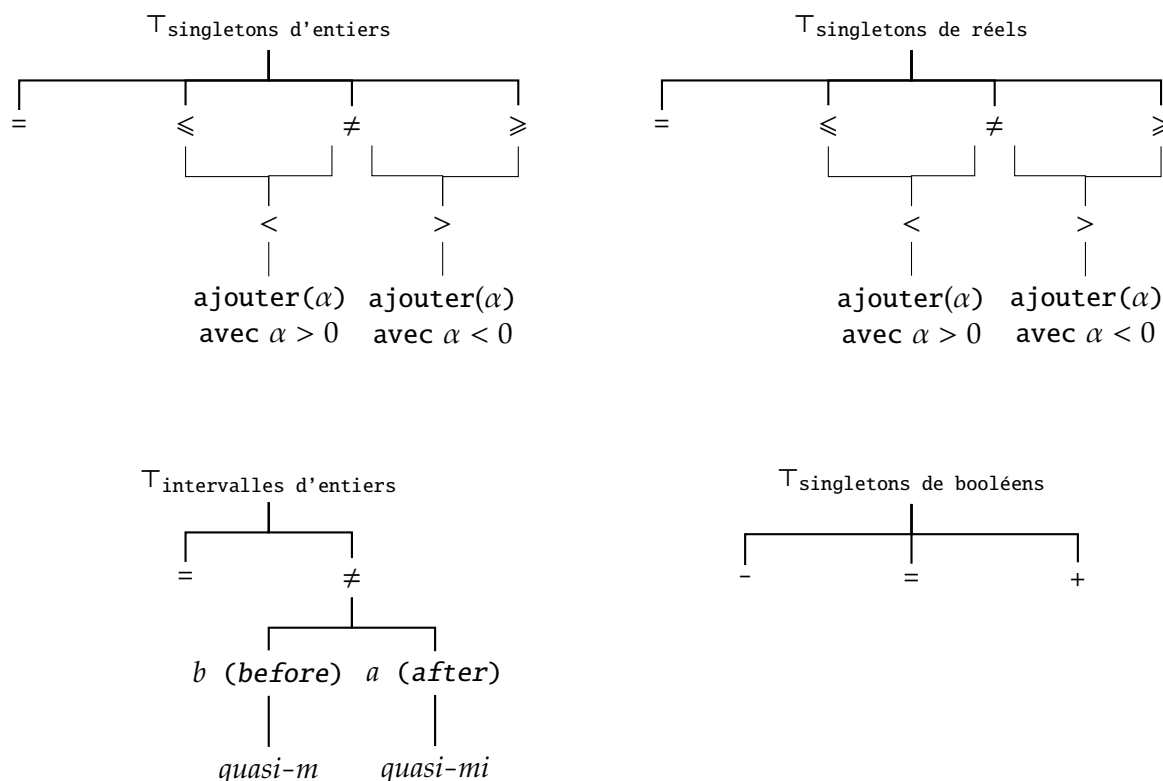 ⊤singletons d'entiers
= ⩽ ≠ ⩾
< >
ajouter(α) ajouter(α)
avec α > 0 avec α < 0
⊤singletons de réels
= ⩽ ≠ ⩾
< >
ajouter(α) ajouter(α)
avec α > 0 avec α < 0
⊤intervalles d'entiers
= ≠
b (before) a (after)
quasi-m quasi-mi
⊤singletons de booléens
- = +